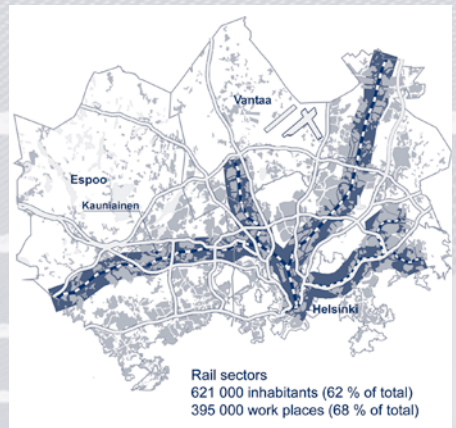 Vantaa
Espoo
Kauniainen
Helsinki
Rail sectors
621 000 inhabitants (62 % of total)
395 000 work places (68 % of total)